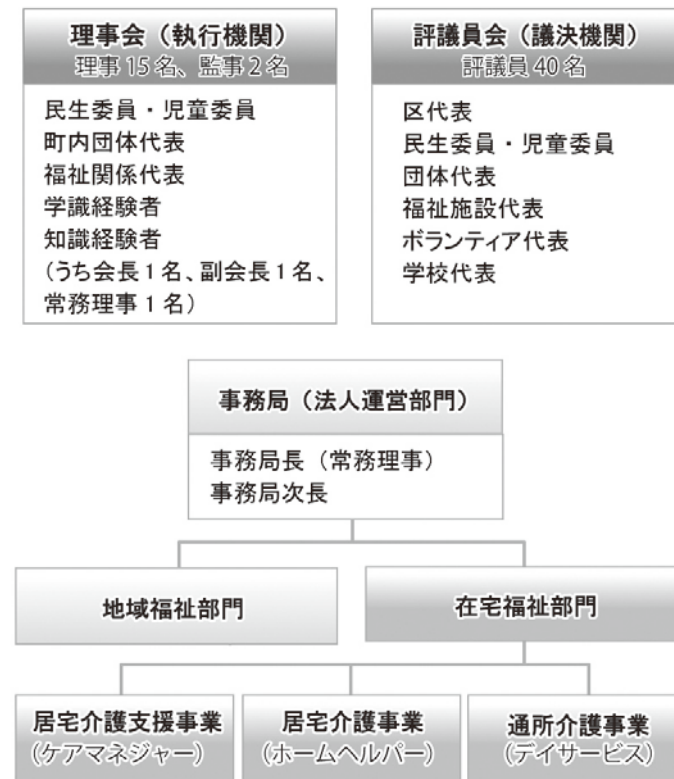 理事会（執行機関）
理事15名、監事2名
民生委員・児童委員
町内団体代表
福祉関係代表
学識経験者
知識経験者
（うち会長1名、副会長1名、
常務理事1名）
評議員会（議決機関）
評議員40名
区代表
民生委員・児童委員
団体代表
福祉施設代表
ボランティア代表
学校代表
事務局（法人運営部門）
事務局長（常務理事）
事務局次長
地域福祉部門
在宅福祉部門
居宅介護支援事業
（ケアマネジャー）
居宅介護事業
（ホームヘルパー）
通所介護事業
（デイサービス）